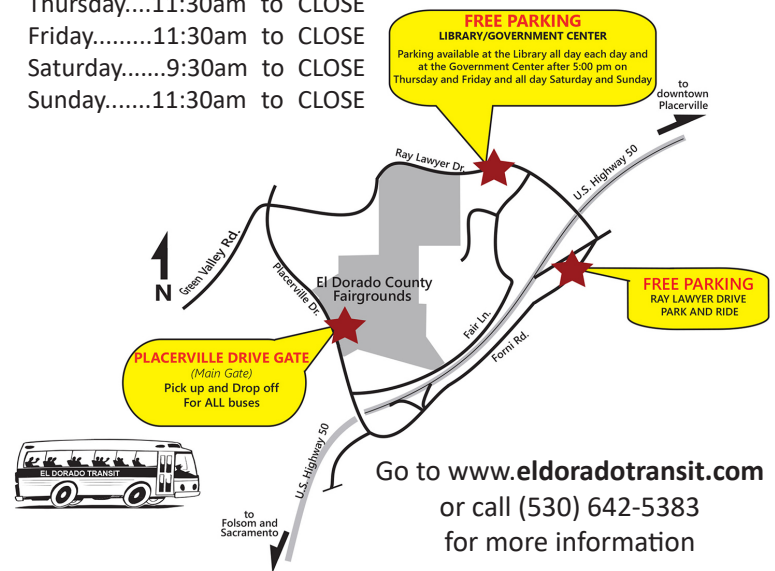 Thursday....11:30am to CLOSE
Friday.........11:30am to CLOSE
Saturday.......9:30am to CLOSE
Sunday.......11:30am to CLOSE
FREE PARKING
LIBRARY/GOVERNMENT CENTER
Parking available at the Library all day each day and
at the Government Center after 5:00 pm on
Thursday and Friday and all day Saturday and Sunday
to
downtown
Placerville
Ray Lawyer Dr.
U.S. Highway 50
Green Valley Rd.
N
Placerville Dr.
El Dorado County
Fairgrounds
FREE PARKING
RAY LAWYER DRIVE
PARK AND RIDE
Fair Ln.
Forni Rd.
PLACERVILLE DRIVE GATE
(Main Gate)
Pick up and Drop off
For ALL buses
U.S. Highway 50
EL DORADO TRANSIT
to
Folsom and
Sacramento
Go to www.eldoradotransit.com
or call (530) 642-5383
for more information